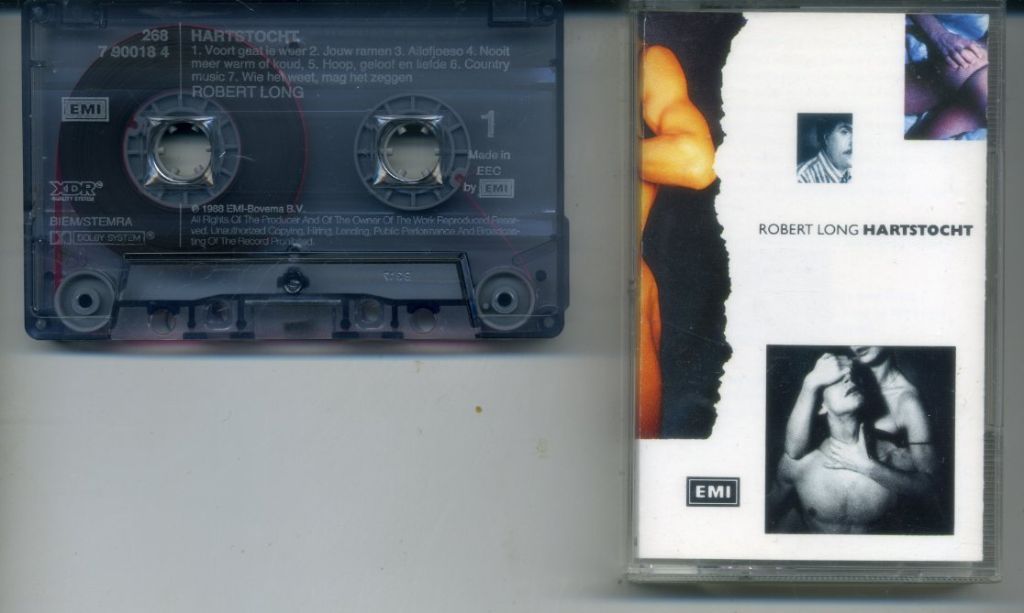 268
7 90018 4
HARTSTOCHT
1. Voort gaat ie wuer 2. Jouw ramen 3. Allofjoeso 4. Nooit
meer warm of koud, 5. Hoop, geloof en liefde 6. Country
music 7. Wie het weet, mag het zeggen
ROBERT LONG
EMI
1
Made in
EEC
by EMI
XDR
QUALITY SYSTEM
BIEM/STEMRA
DOLBY SYSTEM
© 1988 EMI-Bovema B.V.
All Rights Of The Producer And Of The Owner Of The Work Reproduced Reser-
ved. Unauthorized Copying, Hiring, Lending, Public Performance And Broadcas-
ting Of The Record Prohibited.
ROBERT LONG HARTSTOCHT
EMI